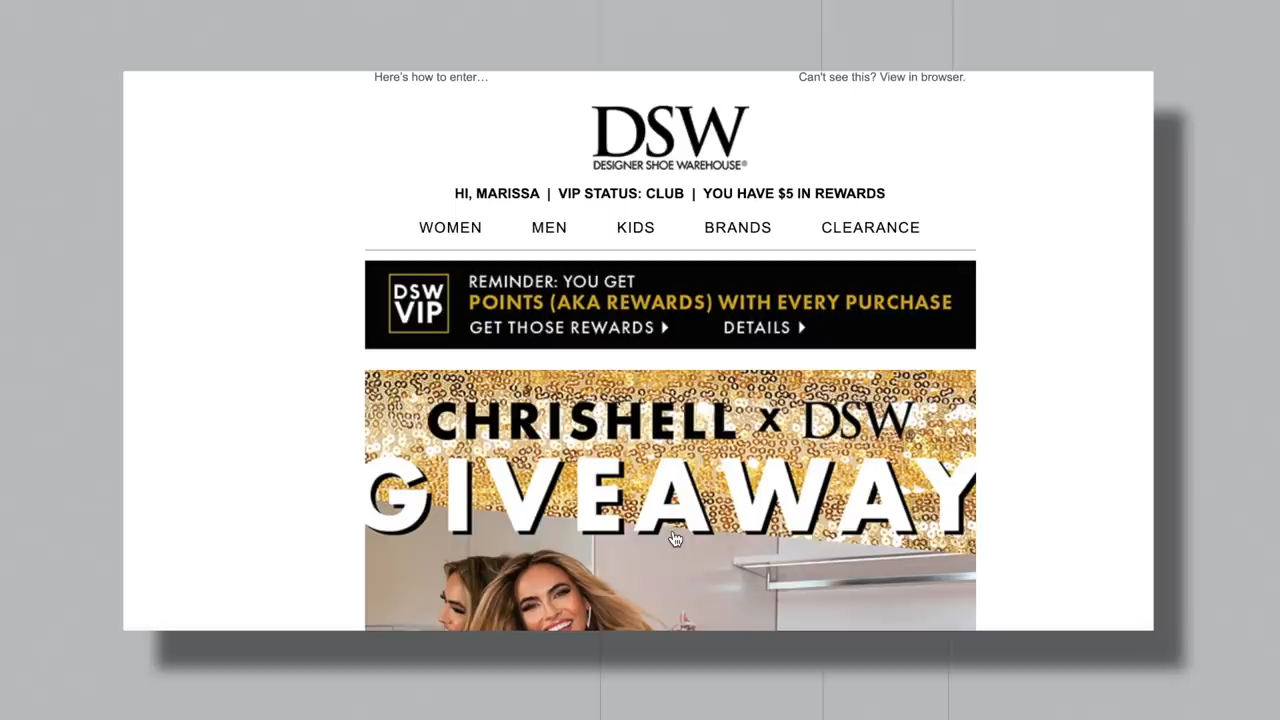 Here's how to enter…
Can't see this? View in browser.
DSW
DESIGNER SHOE WAREHOUSE®
HI, MARISSA | VIP STATUS: CLUB | YOU HAVE $5 IN REWARDS
WOMEN MEN KIDS BRANDS CLEARANCE
DSW
VIP
REMINDER: YOU GET
POINTS (AKA REWARDS) WITH EVERY PURCHASE
GET THOSE REWARDS DETAILS
CHRISHELL x DSW
GIVEAWAY